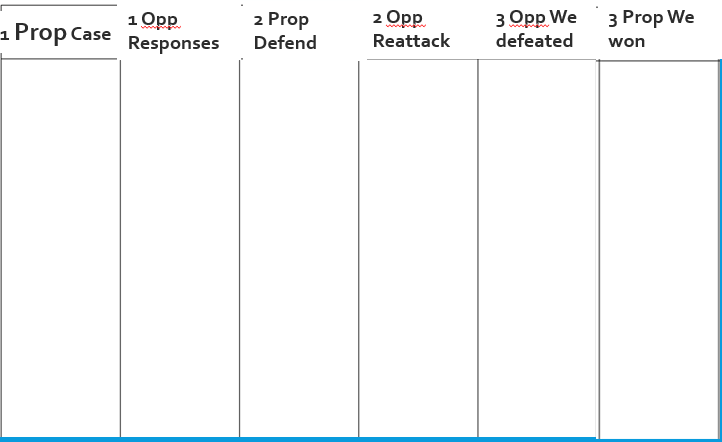 1 Prop Case
1 Opp
Responses
2 Prop
Defend
2 Opp
Reattack
3 Opp We
defeated
3 Prop We
won